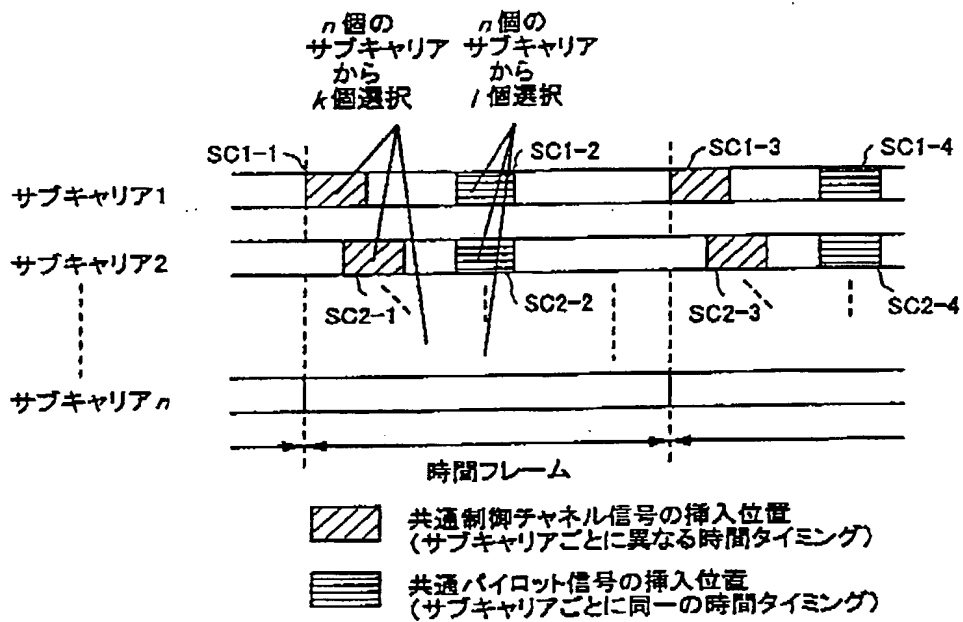 n個の
サブキャリア
から
k個選択
n個の
サブキャリア
から
l個選択
SC1-1
SC1-2
SC1-3
SC1-4
サブキャリア1
サブキャリア2
SC2-1
SC2-2
SC2-3
SC2-4
サブキャリアn
時間フレーム
共通制御チャネル信号の挿入位置
(サブキャリアごとに異なる時間タイミング)
共通パイロット信号の挿入位置
(サブキャリアごとに同一の時間タイミング)